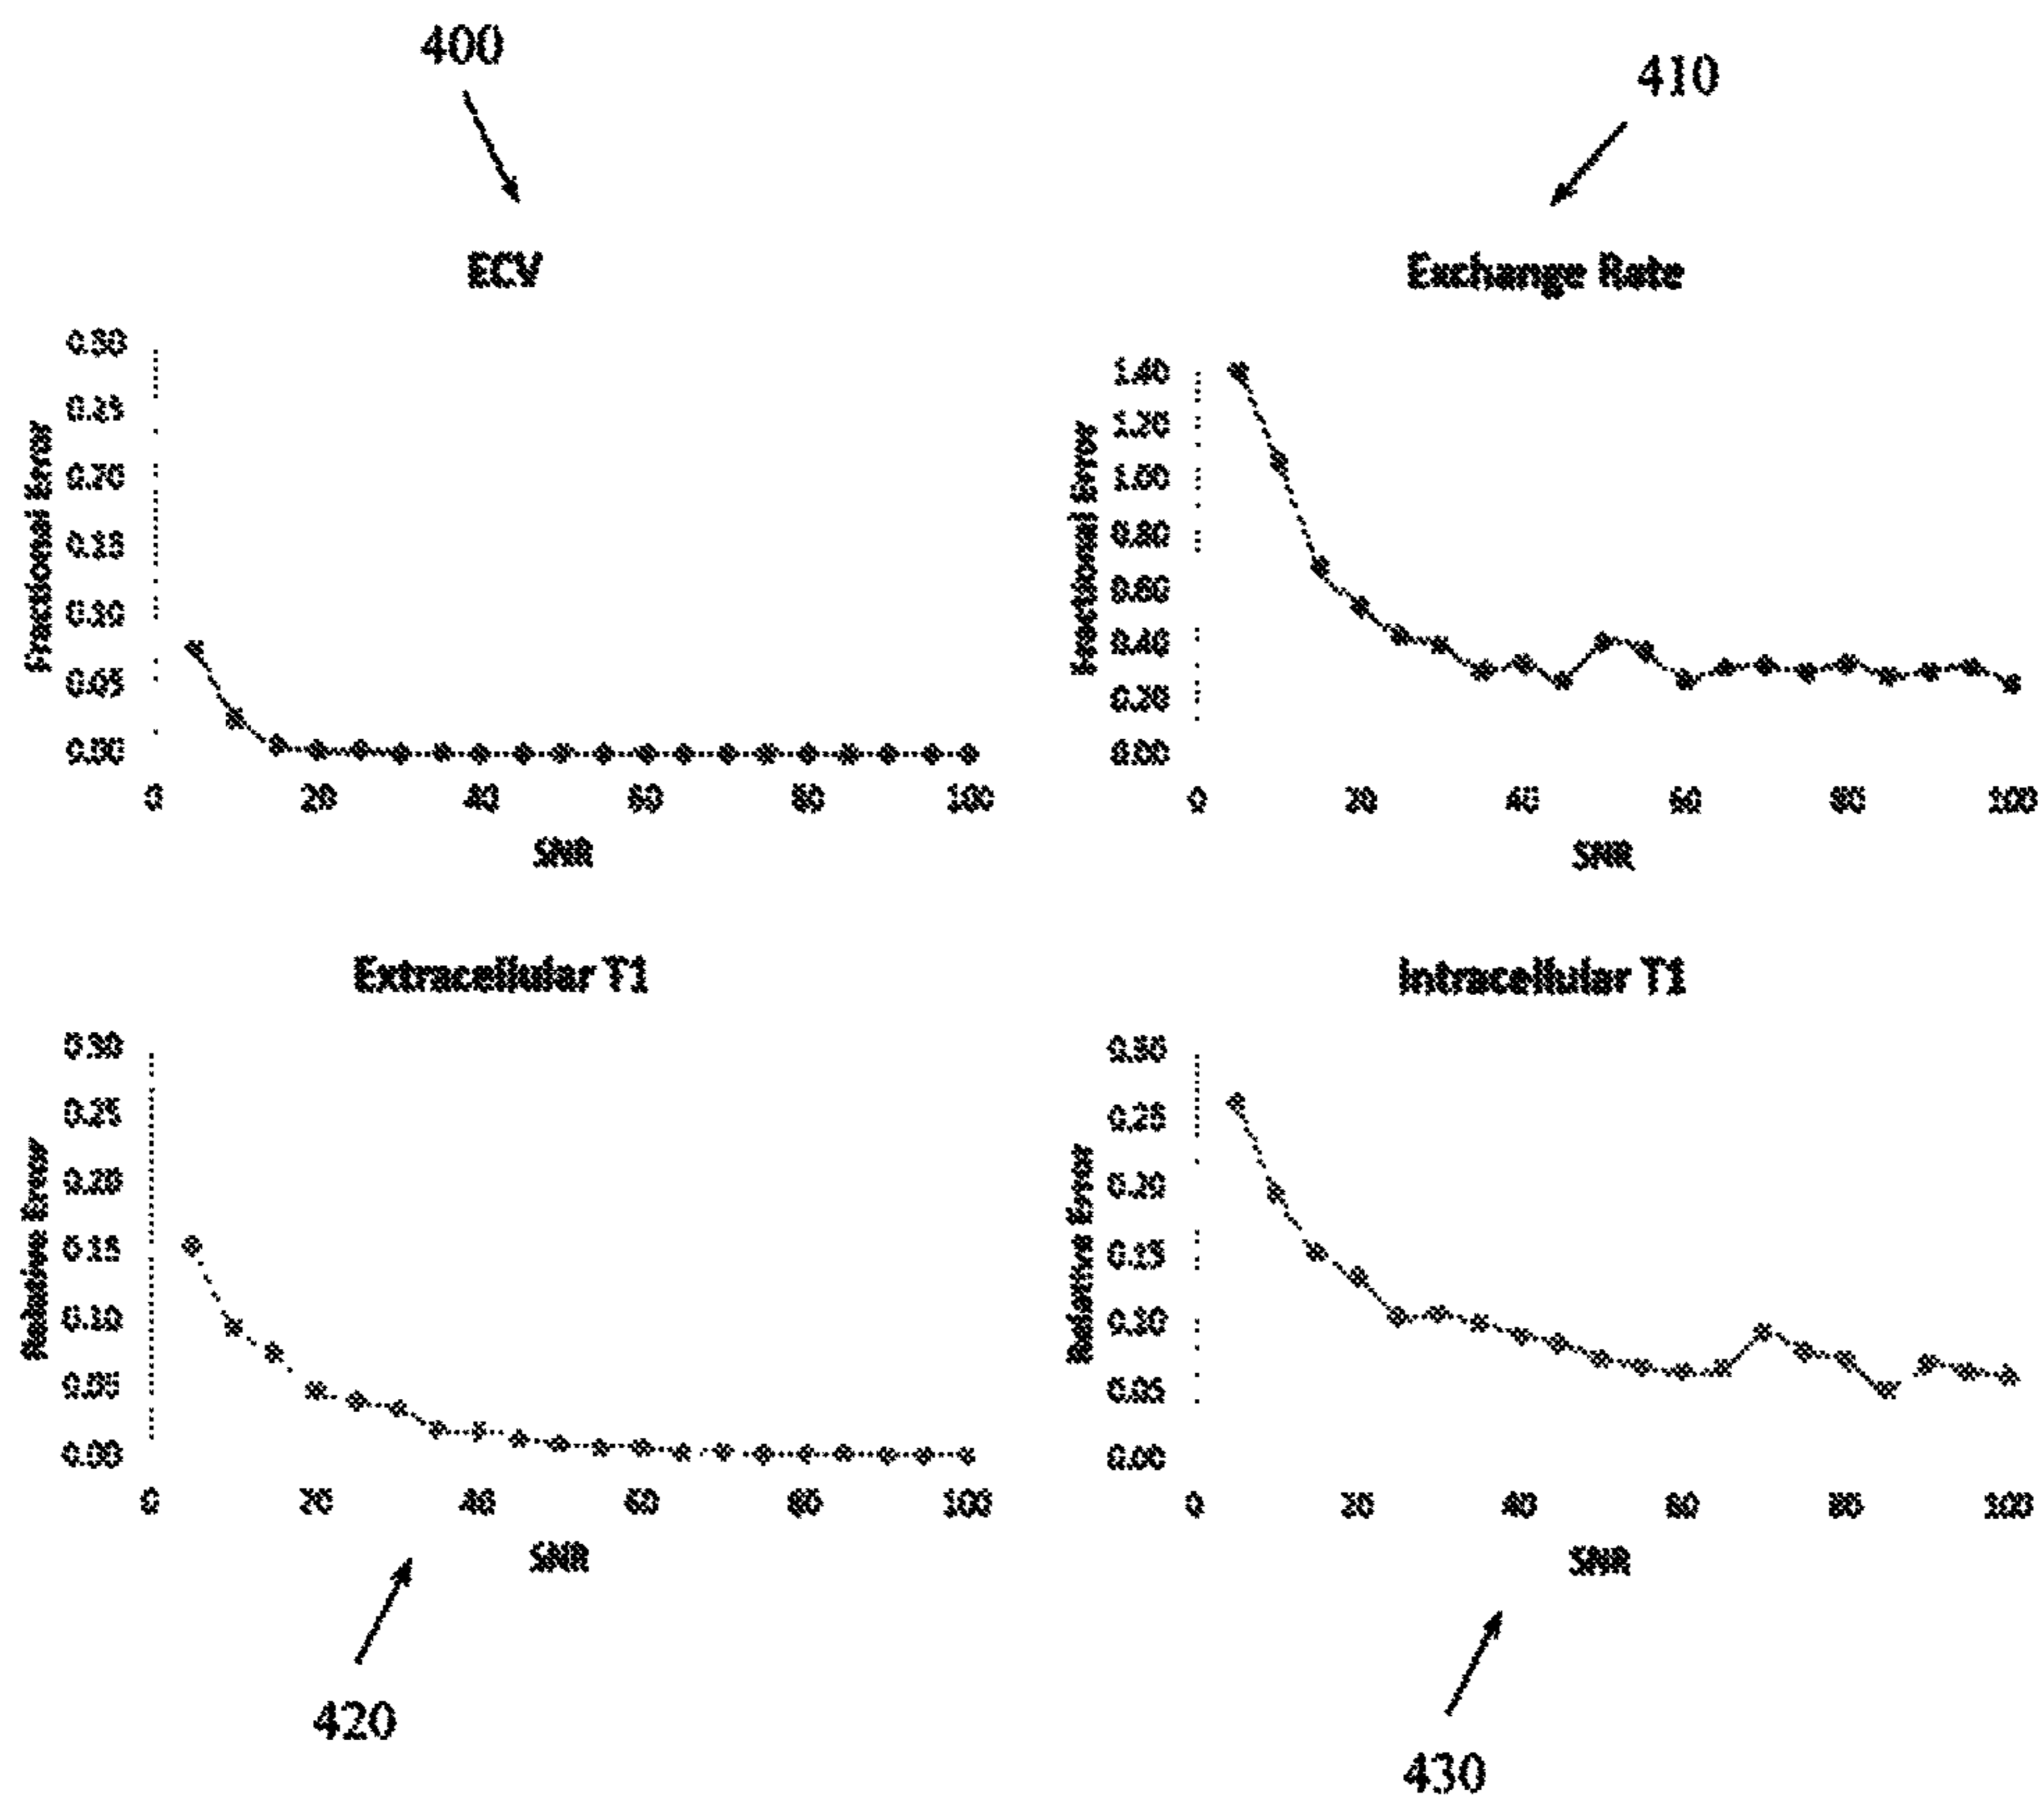 400
410
ECV
Exchange Rate
Fractional Error
0.30
0.25
0.20
0.15
0.10
0.05
0.00
0 20 40 60 80 100
SNR
Fractional Error
1.40
1.20
1.00
0.80
0.60
0.40
0.20
0.00
0 20 40 60 80 100
SNR
Extracellular T1
Intracellular T1
Relative Error
0.30
0.25
0.20
0.15
0.10
0.05
0.00
0 20 40 60 80 100
SNR
Relative Error
0.30
0.25
0.20
0.15
0.10
0.05
0.00
0 20 40 60 80 100
SNR
420
430